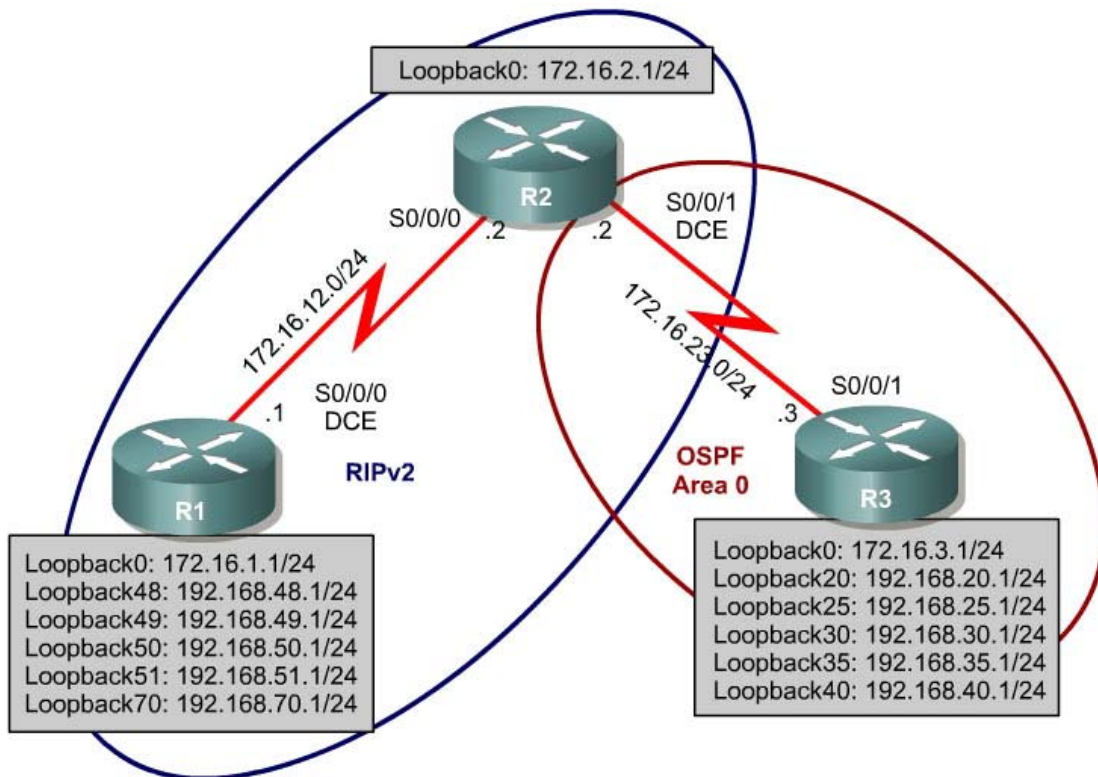 Loopback0: 172.16.2.1/24
R2
S0/0/0
.2
.2
S0/0/1
DCE
172.16.12.0/24
172.16.23.0/24
S0/0/0
DCE
.1
S0/0/1
.3
RIPv2
OSPF
Area 0
R1
R3
Loopback0: 172.16.1.1/24
Loopback48: 192.168.48.1/24
Loopback49: 192.168.49.1/24
Loopback50: 192.168.50.1/24
Loopback51: 192.168.51.1/24
Loopback70: 192.168.70.1/24
Loopback0: 172.16.3.1/24
Loopback20: 192.168.20.1/24
Loopback25: 192.168.25.1/24
Loopback30: 192.168.30.1/24
Loopback35: 192.168.35.1/24
Loopback40: 192.168.40.1/24